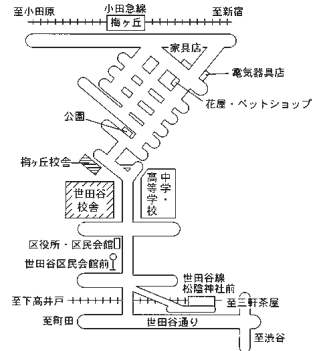 至小田原
小田急線
梅ヶ丘
至新宿
家具店
電気器具店
花屋・ペットショップ
公園
梅ヶ丘校舎
世田谷
校舎
中学・
高等学校
区役所・区民会館
世田谷区民会館前
世田谷線
松陰神社前
至下高井戸
至三軒茶屋
至町田
世田谷通り
至渋谷